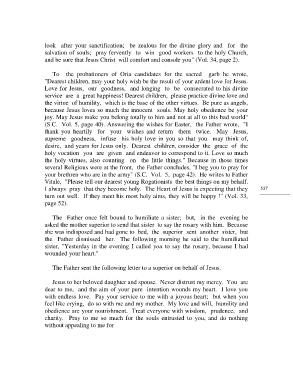 look after your sanctification; be zealous for the divine glory and for the
salvation of souls; pray fervently to win good workers to the holy Church,
and be sure that Jesus Christ will comfort and console you" (Vol. 34, page 2).
To the probationers of Oria candidates for the sacred garb he wrote,
"Dearest children, may your holy wish be the result of your ardent love for Jesus.
Love for Jesus, our goodness, and longing to be consecrated to his divine
service are a great happiness! Dearest children, please practice divine love and
the virtue of humility, which is the base of the other virtues. Be pure as angels,
because Jesus loves so much the innocent souls. May holy obedience be your
joy. May Jesus make you belong totally to him and not at all to this bad world"
(S.C. Vol. 5, page 40). Answering the wishes for Easter, the Father wrote, "I
thank you heartily for your wishes and return them twice. May Jesus,
supreme goodness, infuse his holy love in you so that you may think of,
desire, and yearn for Jesus only. Dearest children, consider the grace of the
holy vocation you are given and endeavor to correspond to it. Love so much
the holy virtues, also counting on the little things." Because in those times
several Religious were at the front, the Father concludes, "I beg you to pray for
your brethren who are in the army" (S.C. Vol. 5, page 42). He writes to Father
Vitale, "Please tell our dearest young Rogationists the best things on my behalf.
I always pray that they become holy. The Heart of Jesus is expecting that they
turn out well. If they meet his most holy aims, they will be happy !" (Vol. 33,
page 52).
537
The Father once felt bound to humiliate a sister; but, in the evening he
asked the mother superior to send that sister to say the rosary with him. Because
she was indisposed and had gone to bed, the superior sent another sister, but
the Father dismissed her. The following morning he said to the humiliated
sister, "Yesterday in the evening I called you to say the rosary, because I had
wounded your heart."
The Father sent the following letter to a superior on behalf of Jesus.
Jesus to her beloved daughter and spouse. Never distrust my mercy. You are
dear to me, and the aim of your pure intention wounds my heart. I love you
with endless love. Pay your service to me with a joyous heart; but when you
feel like crying, do so with me and my mother. My love and will, humility and
obedience are your nourishment. Treat everyone with wisdom, prudence, and
charity. Pray to me so much for the souls entrusted to you, and do nothing
without appealing to me for